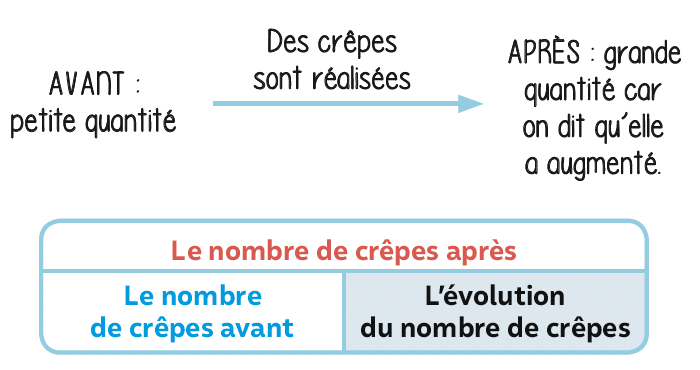 AVANT :
petite quantité
Des crêpes
sont réalisées
APRÈS : grande
quantité car
on dit qu'elle
a augmenté.
Le nombre de crêpes après
Le nombre
de crêpes avant
L'évolution
du nombre de crêpes